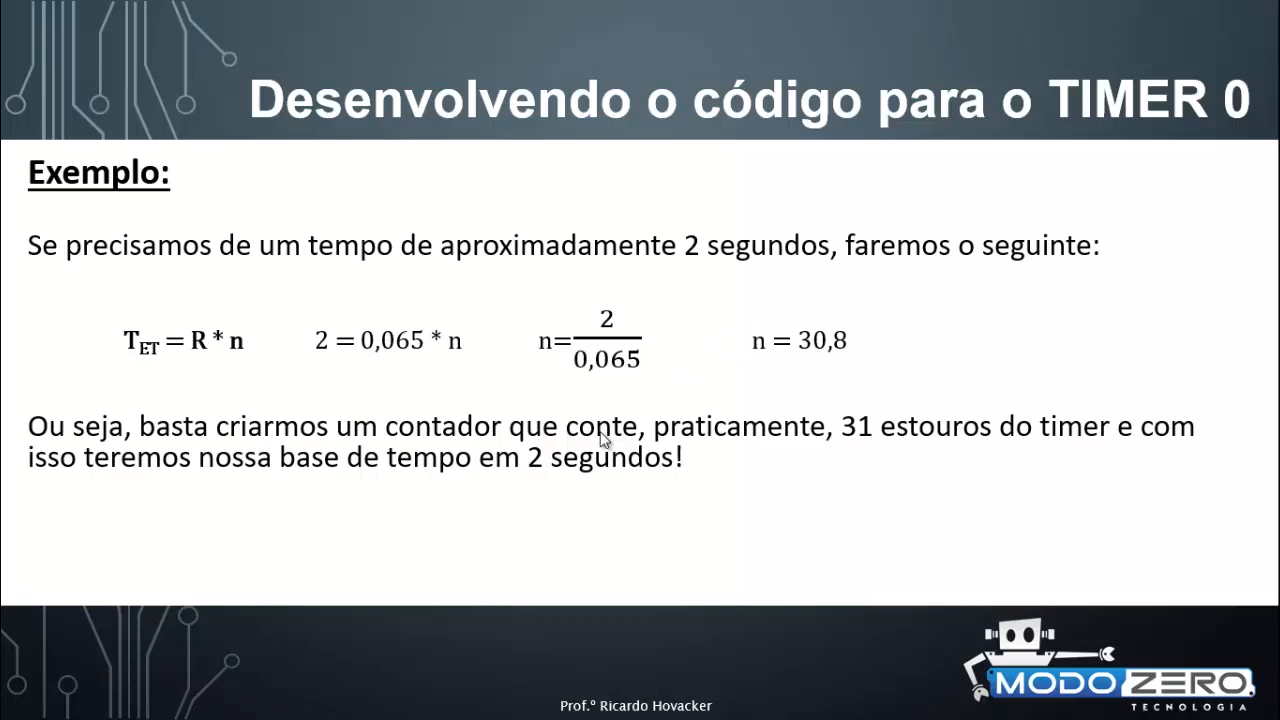 Desenvolvendo o código para o TIMER 0
Exemplo:
Se precisamos de um tempo de aproximadamente 2 segundos, faremos o seguinte:
T_ET = R * n 2 = 0,065 * n n= 2/0,065 n = 30,8
Ou seja, basta criarmos um contador que conte, praticamente, 31 estouros do timer e com
isso teremos nossa base de tempo em 2 segundos!
MODO ZERO
TECNOLOGIA
Prof.º Ricardo Hovacker